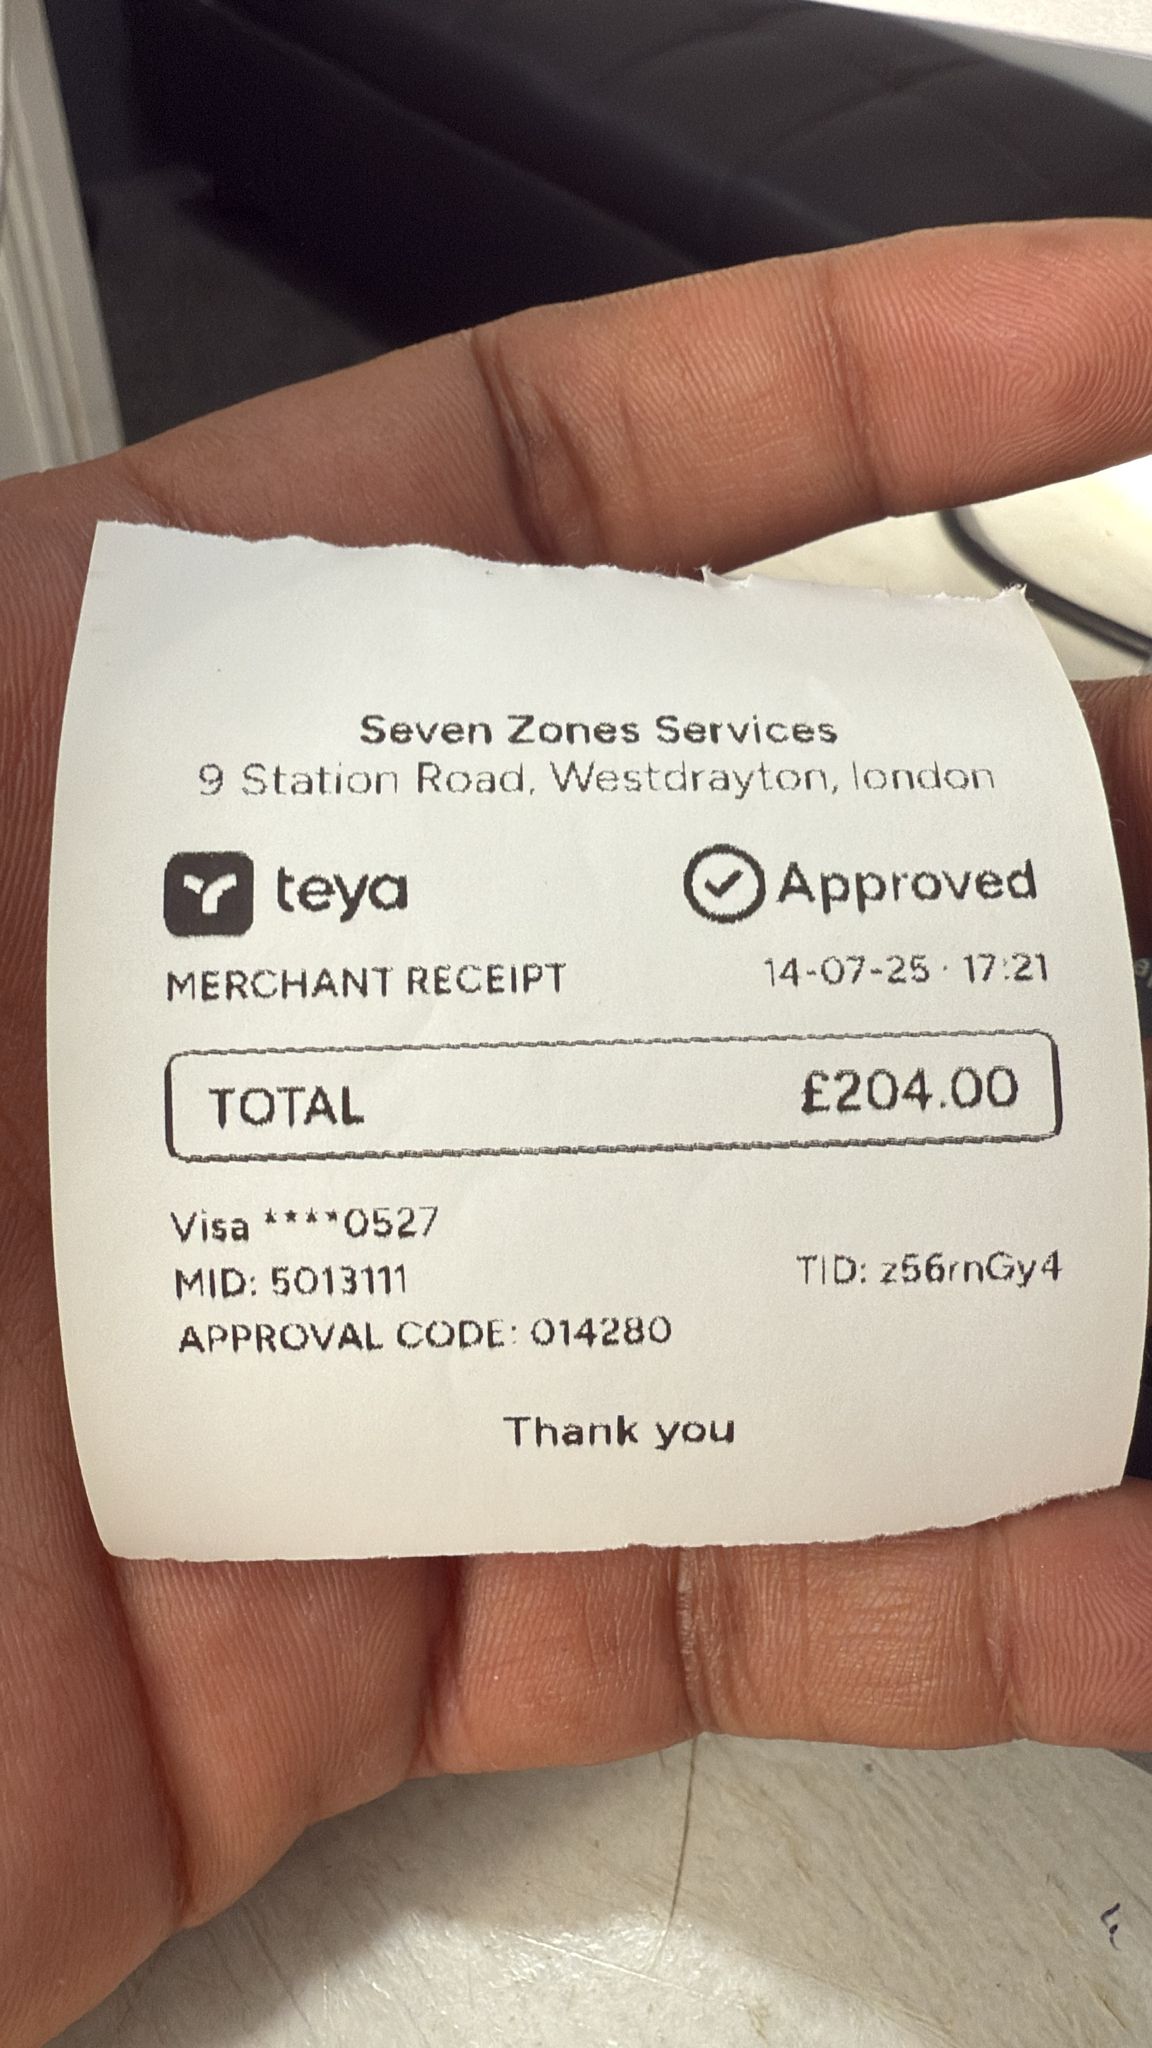 Seven Zones Services
9 Station Road, Westdrayton, london
teya
Approved
MERCHANT RECEIPT
14-07-25 · 17:21
TOTAL £204.00
Visa ****0527
MID: 5013111
TID: z56rnGy4
APPROVAL CODE: 014280
Thank you